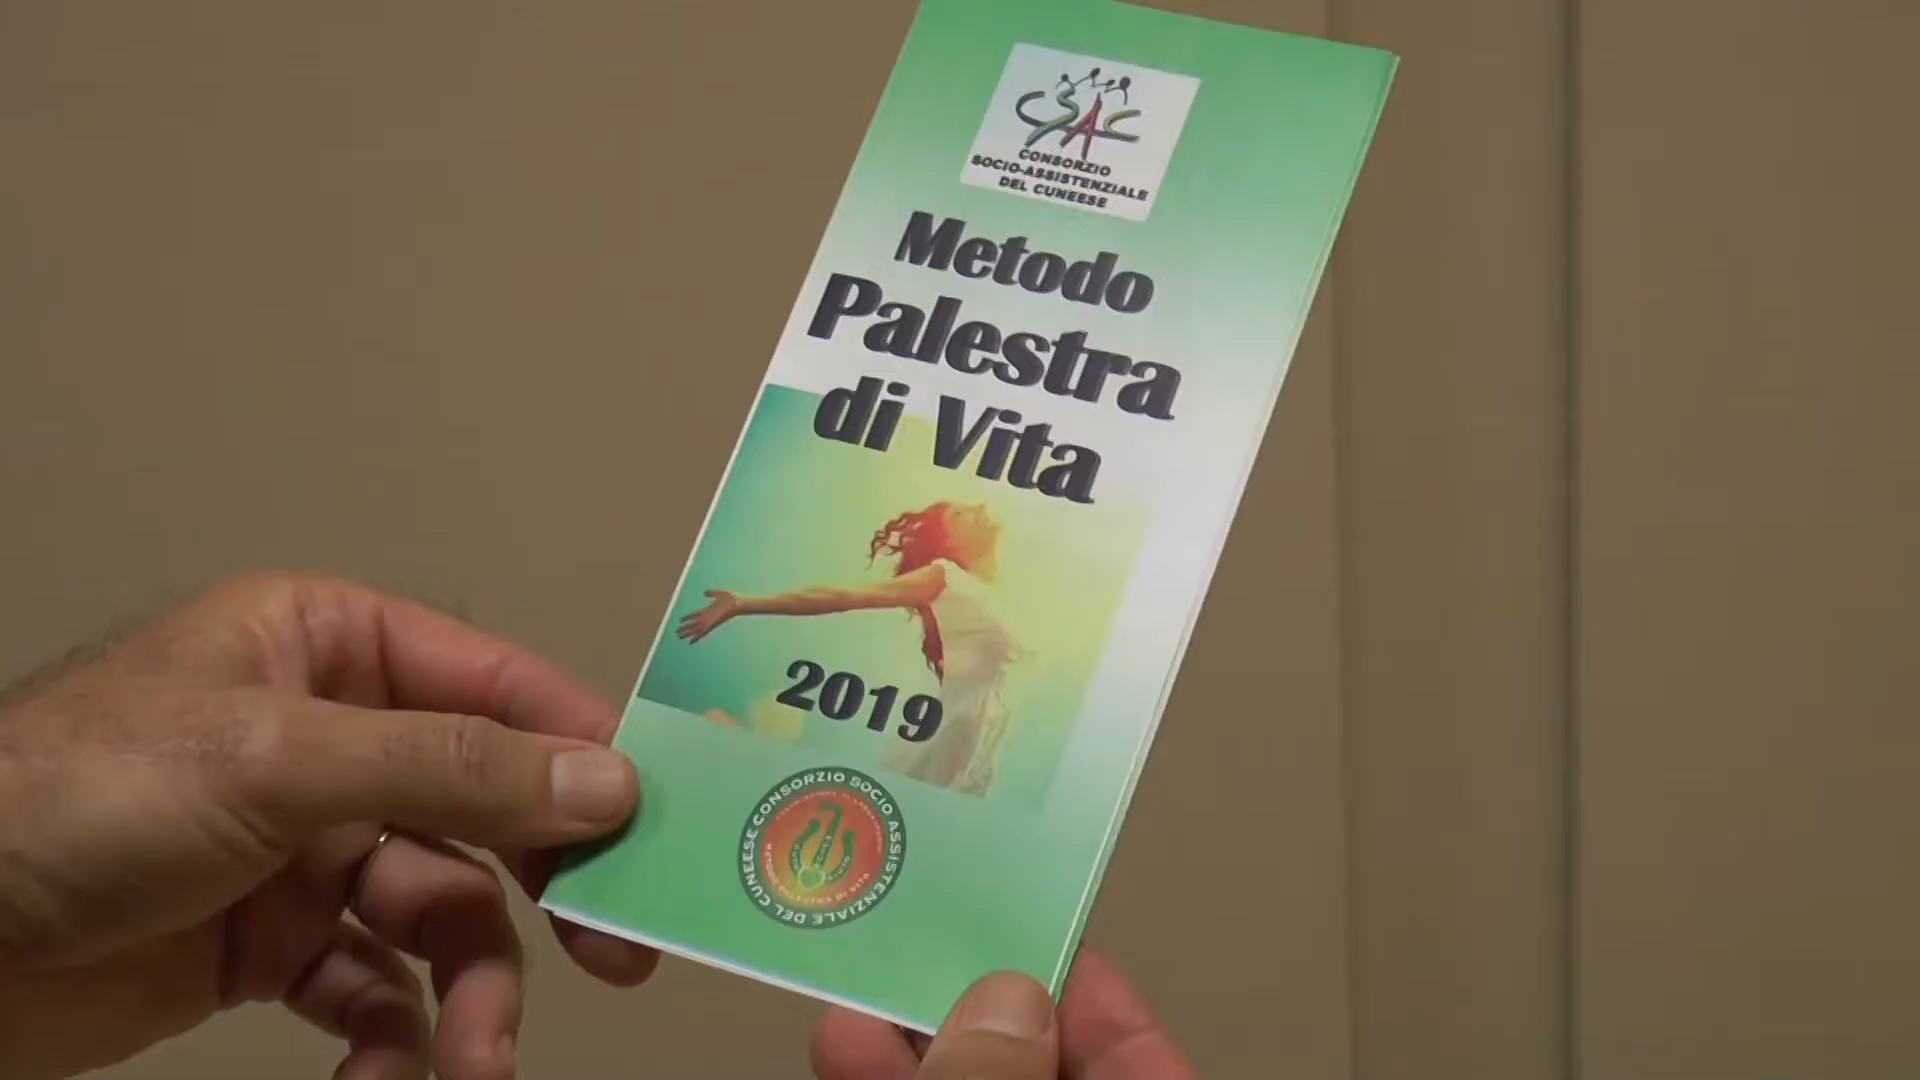 CSAC
CONSORZIO
SOCIO-ASSISTENZIALE
DEL CUNEESE
Metodo
Palestra
di Vita
2019
CONSORZIO SOCIO ASSISTENZIALE DEL CUNEESE